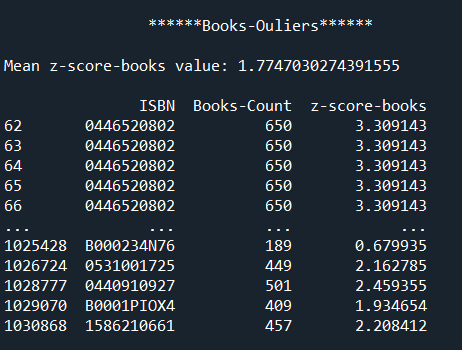 ******Books-Ouliers******
Mean z-score-books value: 1.7747030274391555
ISBN Books-Count z-score-books
62 0446520802 650 3.309143
63 0446520802 650 3.309143
64 0446520802 650 3.309143
65 0446520802 650 3.309143
66 0446520802 650 3.309143
... ... ... ...
1025428 B000234N76 189 0.679935
1026724 0531001725 449 2.162785
1028777 0440910927 501 2.459355
1029070 B0001PIOX4 409 1.934654
1030868 1586210661 457 2.208412